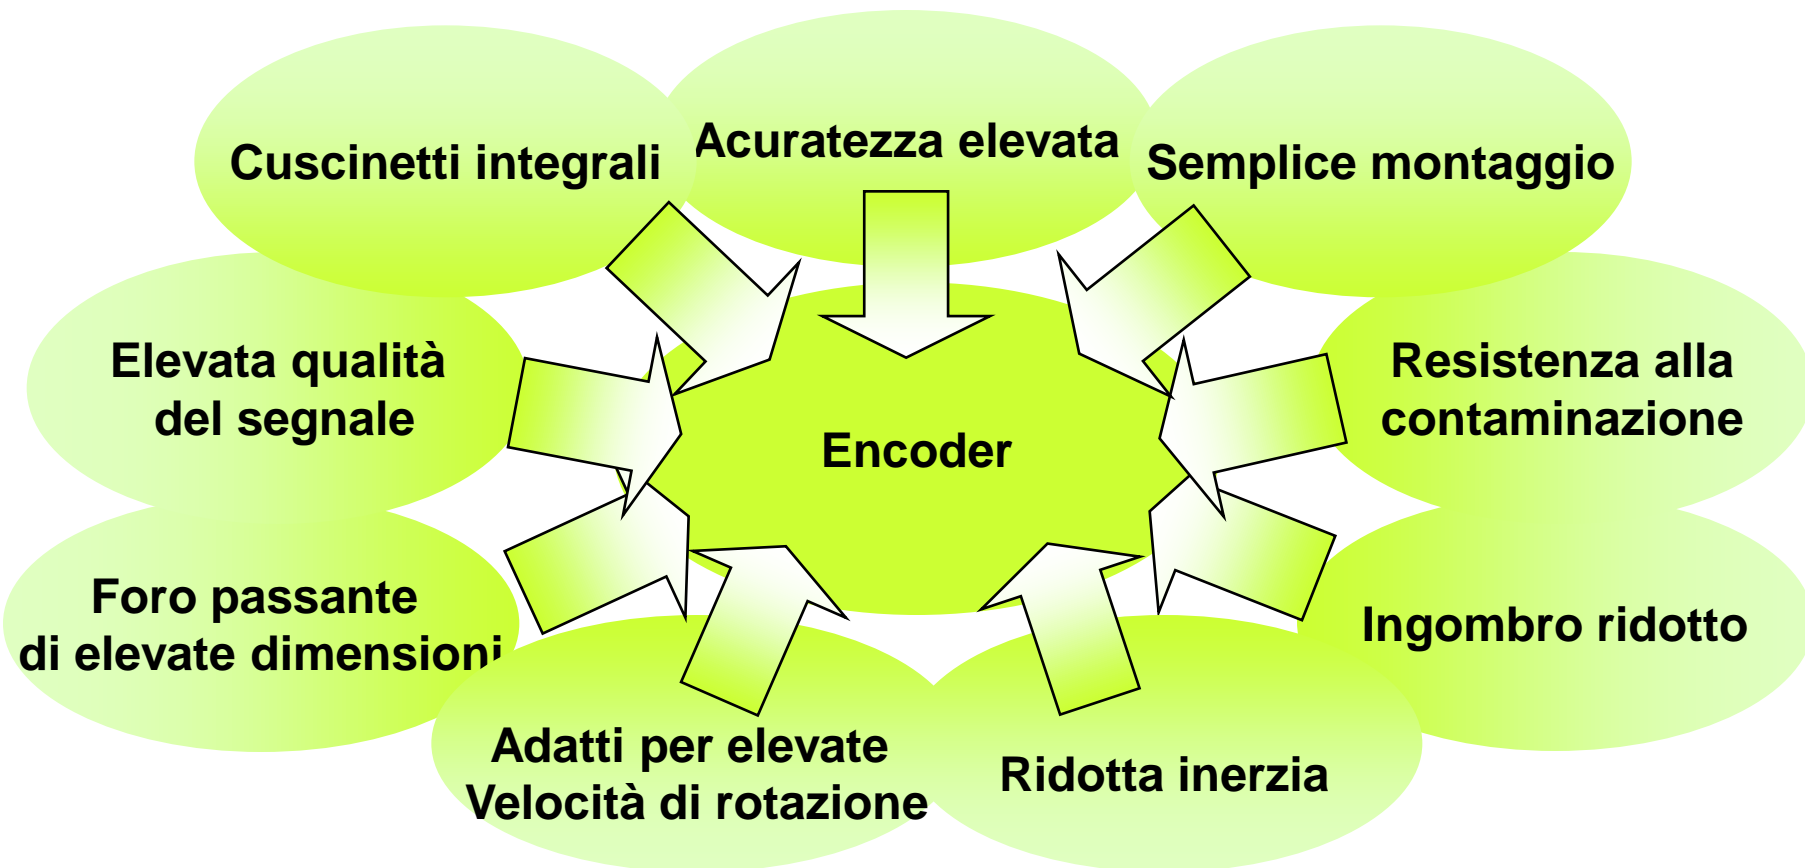 Cuscinetti integrali
Acuratezza elevata
Semplice montaggio
Elevata qualità
del segnale
Resistenza alla
contaminazione
Encoder
Foro passante
di elevate dimensioni
Ingombro ridotto
Adatti per elevate
Velocità di rotazione
Ridotta inerzia